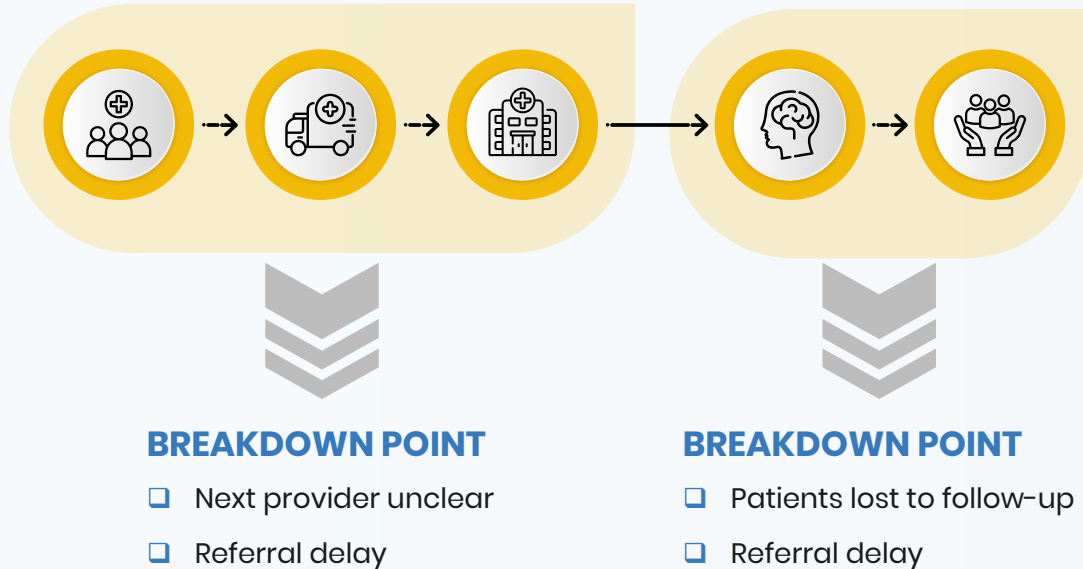 BREAKDOWN POINT
❑ Next provider unclear
❑ Referral delay
BREAKDOWN POINT
❑ Patients lost to follow-up
❑ Referral delay